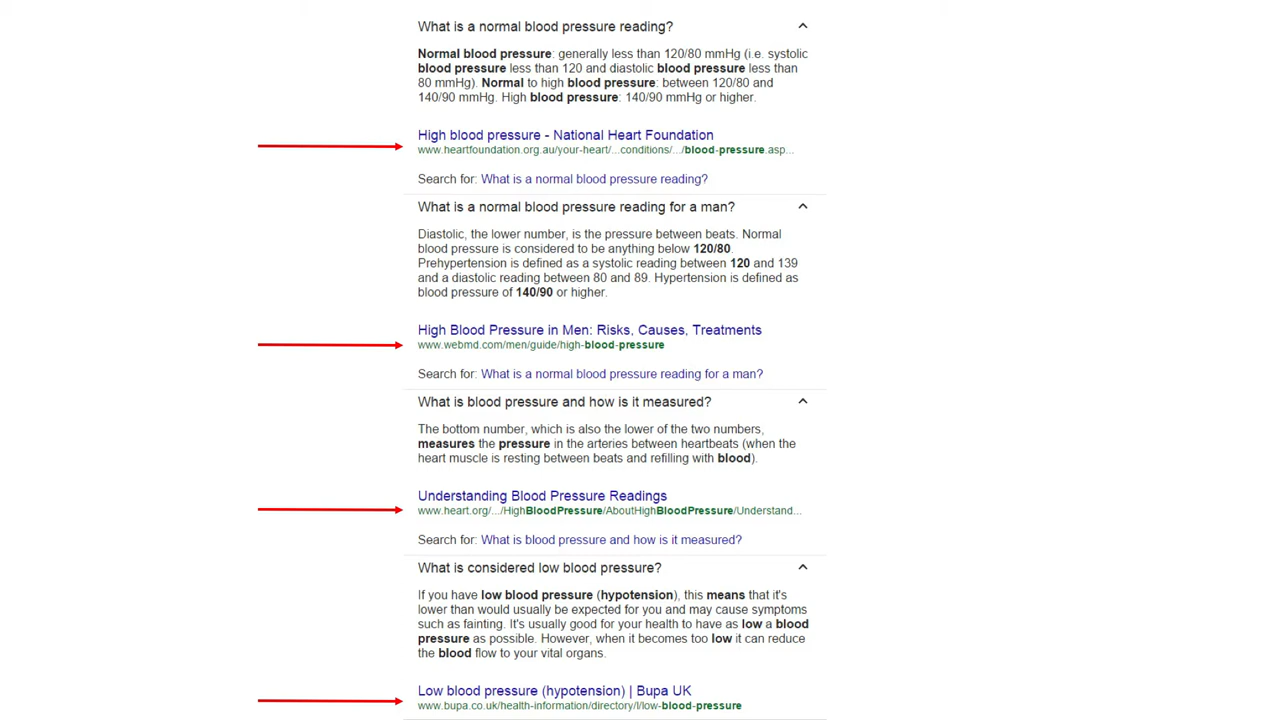 What is a normal blood pressure reading?
Normal blood pressure: generally less than 120/80 mmHg (i.e. systolic
blood pressure less than 120 and diastolic blood pressure less than
80 mmHg). Normal to high blood pressure: between 120/80 and
140/90 mmHg. High blood pressure: 140/90 mmHg or higher.
High blood pressure - National Heart Foundation
www.heartfoundation.org.au/your-heart/...conditions/.../blood-pressure.asp...
Search for: What is a normal blood pressure reading?
What is a normal blood pressure reading for a man?
Diastolic, the lower number, is the pressure between beats. Normal
blood pressure is considered to be anything below 120/80.
Prehypertension is defined as a systolic reading between 120 and 139
and a diastolic reading between 80 and 89. Hypertension is defined as
blood pressure of 140/90 or higher.
High Blood Pressure in Men: Risks, Causes, Treatments
www.webmd.com/men/guide/high-blood-pressure
Search for: What is a normal blood pressure reading for a man?
What is blood pressure and how is it measured?
The bottom number, which is also the lower of the two numbers,
measures the pressure in the arteries between heartbeats (when the
heart muscle is resting between beats and refilling with blood).
Understanding Blood Pressure Readings
www.heart.org/.../HighBloodPressure/AboutHighBloodPressure/Understand...
Search for: What is blood pressure and how is it measured?
What is considered low blood pressure?
If you have low blood pressure (hypotension), this means that it's
lower than would usually be expected for you and may cause symptoms
such as fainting. It's usually good for your health to have as low a blood
pressure as possible. However, when it becomes too low it can reduce
the blood flow to your vital organs.
Low blood pressure (hypotension) | Bupa UK
www.bupa.co.uk/health-information/directory/l/low-blood-pressure